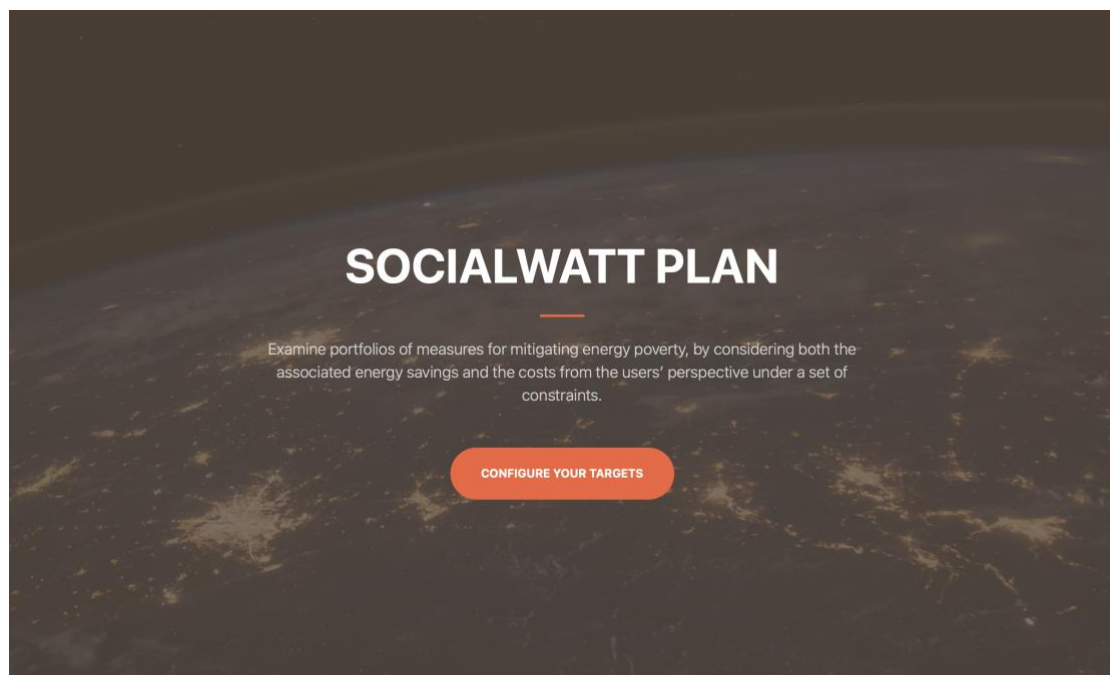 SOCIALWATT PLAN
Examine portfolios of measures for mitigating energy poverty, by considering both the
associated energy savings and the costs from the users’ perspective under a set of
constraints.
CONFIGURE YOUR TARGETS